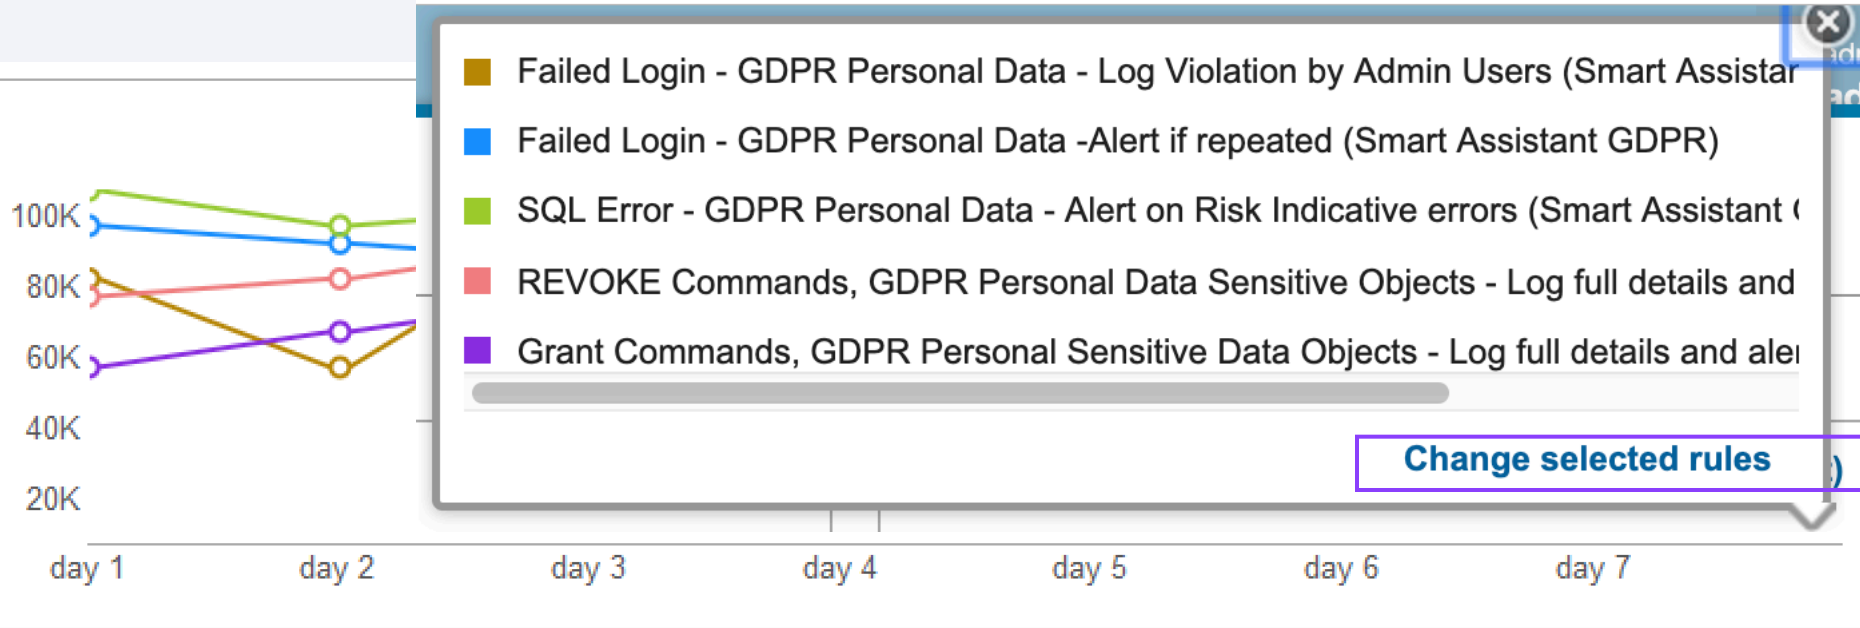 Failed Login - GDPR Personal Data - Log Violation by Admin Users (Smart
Failed Login - GDPR Personal Data -Alert if repeated (Smart Assistant GDPR)
SQL Error - GDPR Personal Data - Alert on Risk Indicative errors (Smart Assistant
REVOKE Commands, GDPR Personal Data Sensitive Objects - Log full details and
Grant Commands, GDPR Personal Sensitive Data Objects - Log full details and
Change selected rules
100K
80K
60K
40K
20K
day 1 day 2 day 3 day 4 day 5 day 6 day 7